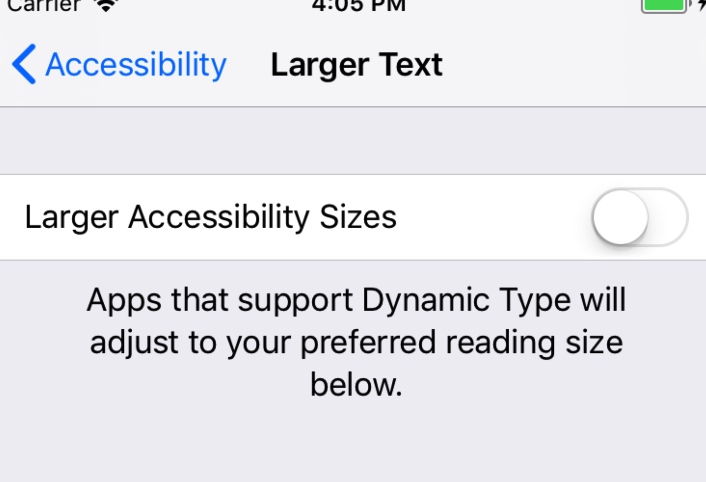 Carrier 4:05 PM
Accessibility Larger Text
Larger Accessibility Sizes
Apps that support Dynamic Type will
adjust to your preferred reading size
below.